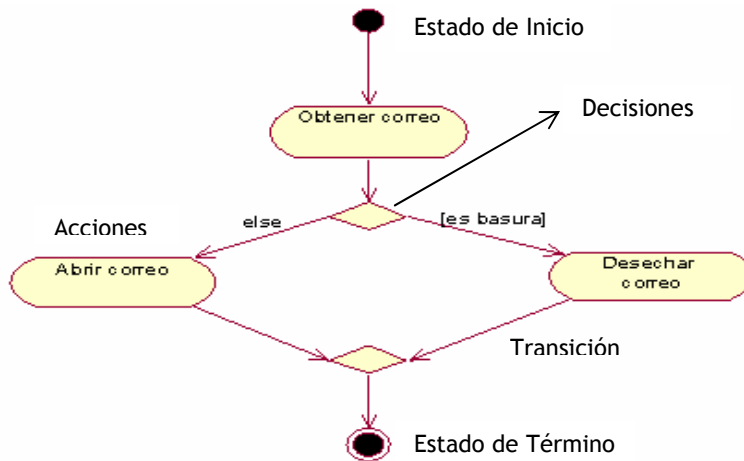 Estado de Inicio
Obtener correo
Decisiones
else
[es basura]
Acciones
Abrir correo
Desechar
correo
Transición
Estado de Término